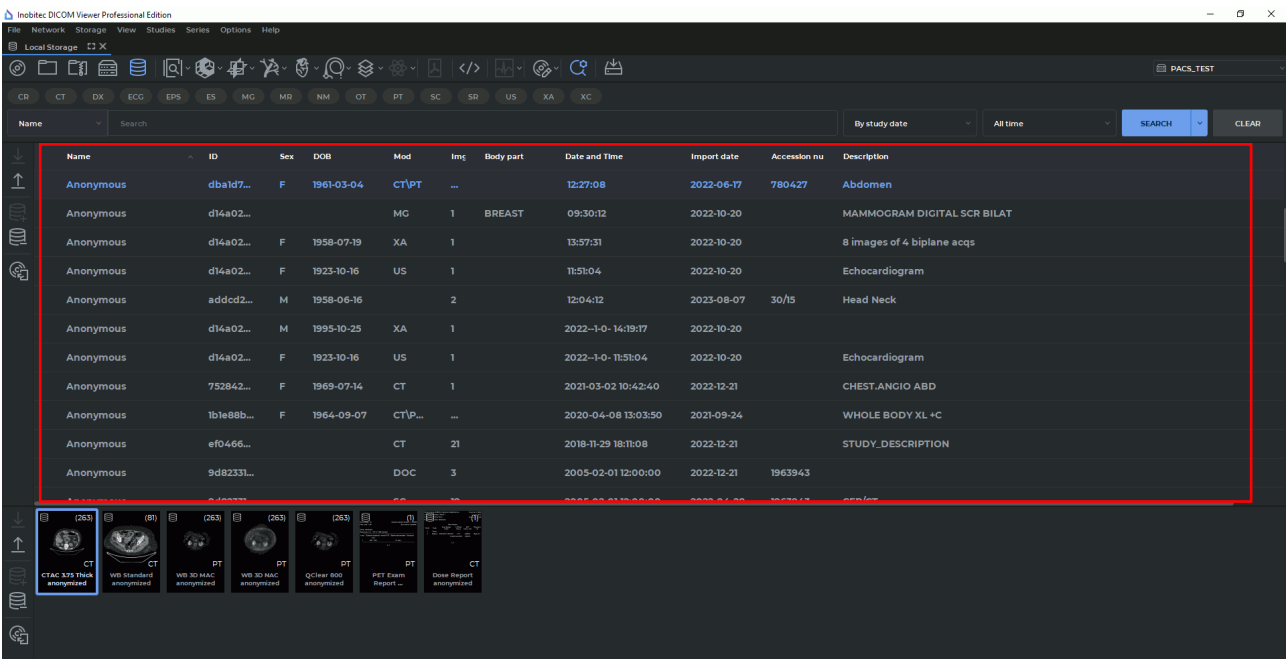 Inobitec DICOM Viewer Professional Edition
File Network Storage View Studies Series Options Help
Local Storage
PACS_TEST
CR CT DX ECG EPS ES MG MR NM OT PT SC SR US XA XC
Name Search By study date All time SEARCH CLEAR
Name ID Sex DOB Mod Img Body part Date and Time Import date Accession nu Description
Anonymous dba1d7... F 1961-03-04 CT\PT ... 12:27:08 2022-06-17 780427 Abdomen
Anonymous d14a02... MG 1 BREAST 09:30:12 2022-10-20 MAMMOGRAM DIGITAL SCR BILAT
Anonymous d14a02... F 1958-07-19 XA 1 13:57:31 2022-10-20 8 images of 4 biplane acqs
Anonymous d14a02... F 1923-10-16 US 1 11:51:04 2022-10-20 Echocardiogram
Anonymous addcd2... M 1958-06-16 2 12:04:12 2023-08-07 30/15 Head Neck
Anonymous d14a02... M 1995-10-25 XA 1 2022--1-0- 14:19:17 2022-10-20
Anonymous d14a02... F 1923-10-16 US 1 2022--1-0- 11:51:04 2022-10-20 Echocardiogram
Anonymous 752842... F 1969-07-14 CT 1 2021-03-02 10:42:40 2022-12-21 CHEST.ANGIO ABD
Anonymous 1b1e88b... F 1964-09-07 CT\P... ... 2020-04-08 13:03:50 2021-09-24 WHOLE BODY XL +C
Anonymous ef0466... CT 21 2018-11-29 18:11:08 2022-12-21 STUDY_DESCRIPTION
Anonymous 9d82331... DOC 3 2005-02-01 12:00:00 2022-12-21 1963943
(263) (81) (263) (263) (263) (1) (1)
CT CT PT PT PT PT CT
CTAC 3.75 Thick WB Standard WB 3D MAC WB 3D NAC QClear 800 PET Exam Dose Report
anonymized anonymized anonymized anonymized anonymized Report ... anonymized